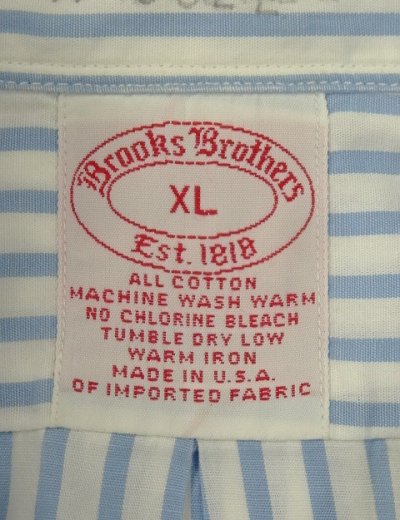 Brooks Brothers
XL
Est. 1818
ALL COTTON
MACHINE WASH WARM
NO CHLORINE BLEACH
TUMBLE DRY LOW
WARM IRON
MADE IN U.S.A.
OF IMPORTED FABRIC